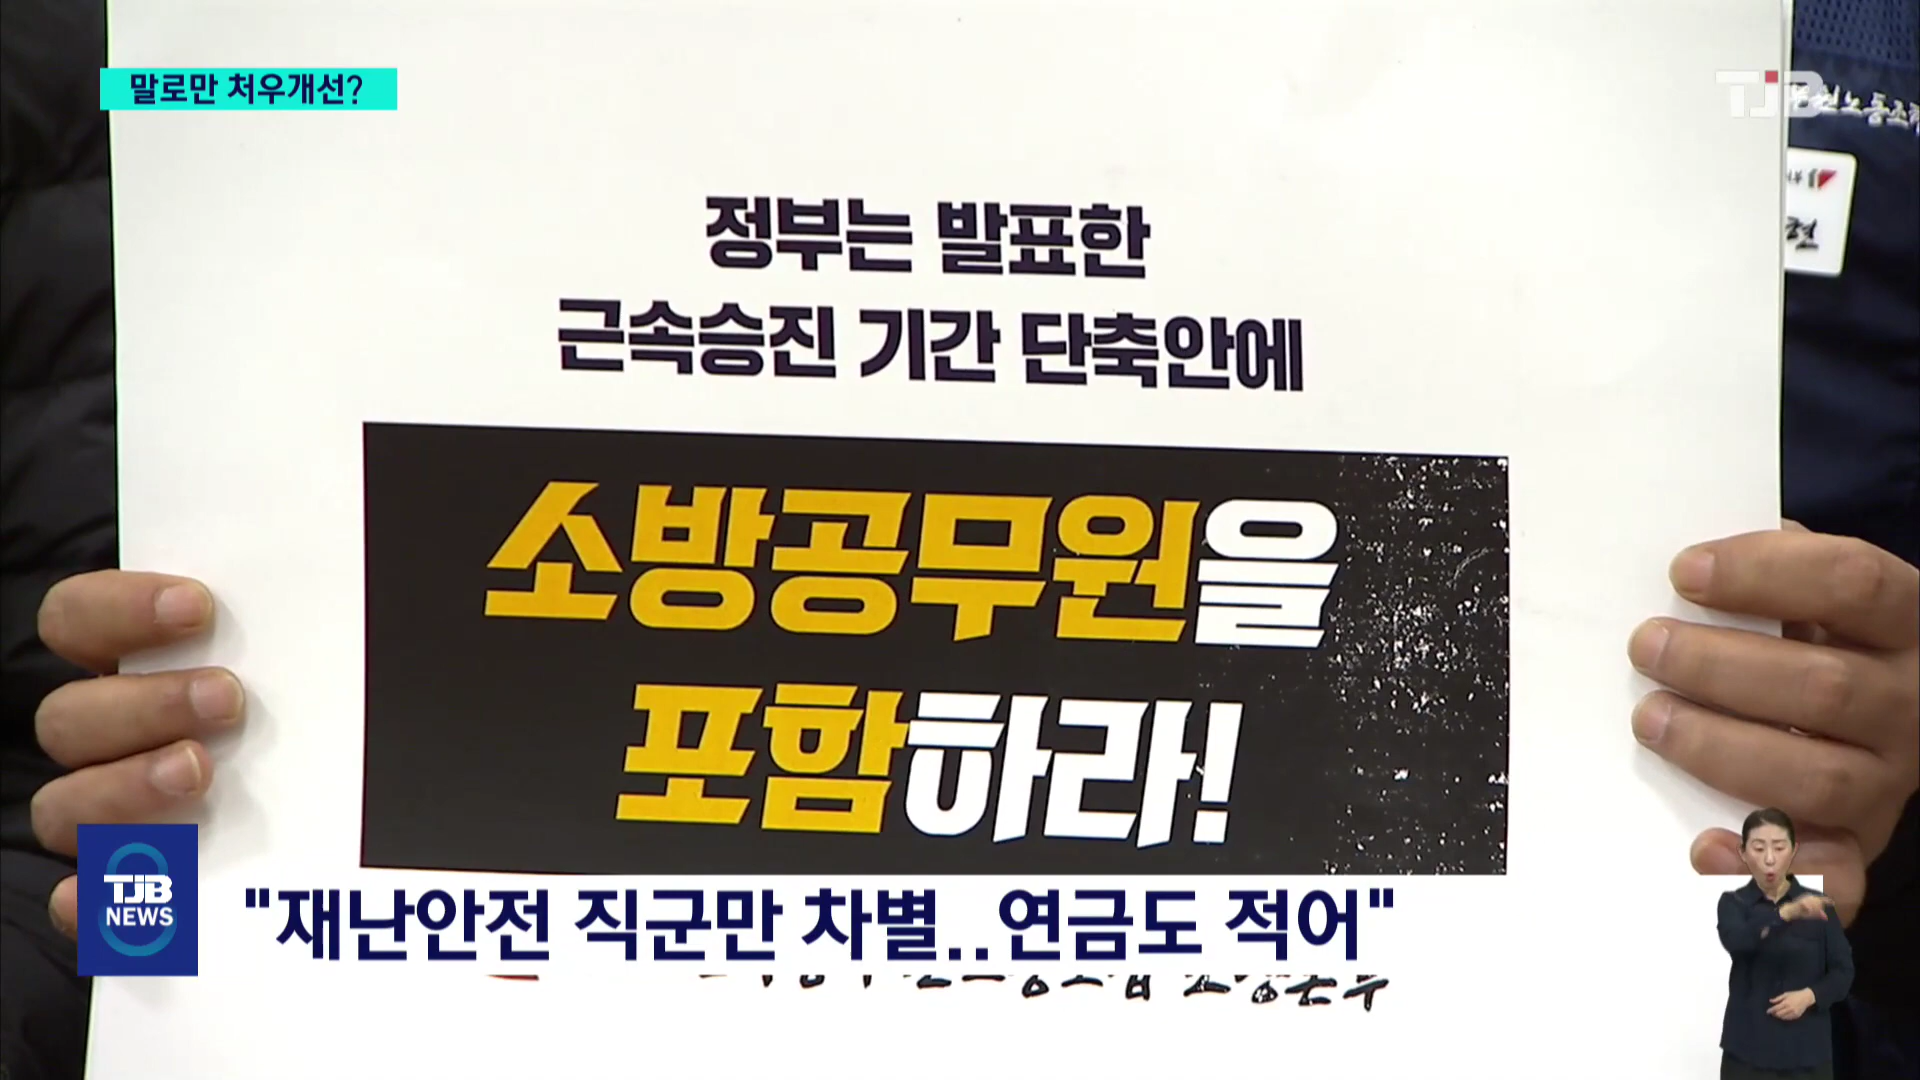 말로만 처우개선?
TJB
정부는 발표한
근속승진 기간 단축안에
소방공무원을
포함하라!
TJB
NEWS
"재난안전 직군만 차별..연금도 적어"